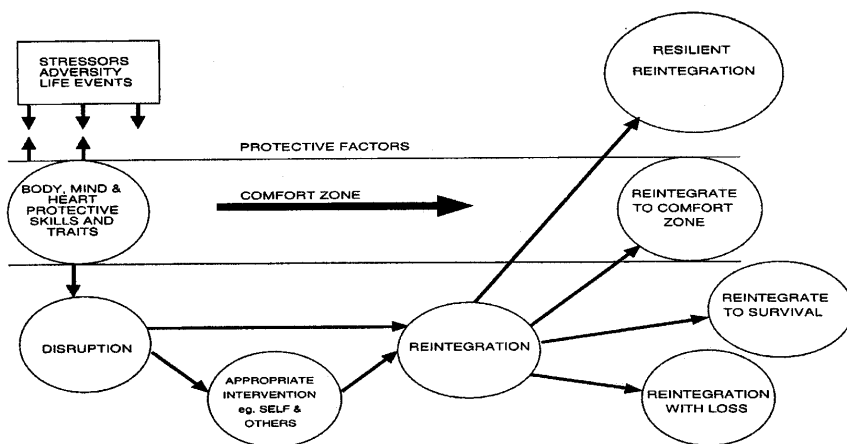 STRESSORS
ADVERSITY
LIFE EVENTS
RESILIENT
REINTEGRATION
PROTECTIVE FACTORS
BODY, MIND &
HEART
PROTECTIVE
SKILLS AND
TRAITS
COMFORT ZONE
REINTEGRATE
TO COMFORT
ZONE
DISRUPTION
APPROPRIATE
INTERVENTION
eg. SELF &
OTHERS
REINTEGRATION
REINTEGRATE
TO SURVIVAL
REINTEGRATION
WITH LOSS